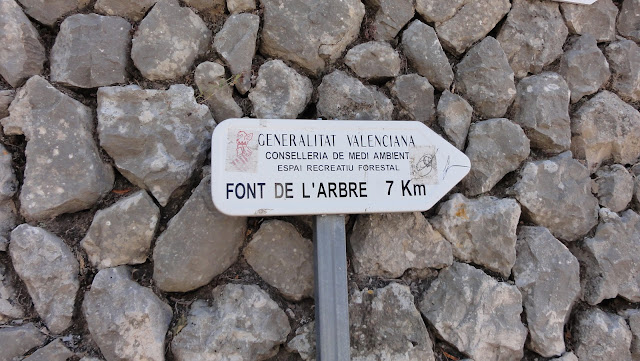 GENERALITAT VALENCIANA
CONSELLERIA DE MEDI AMBIENT
ESPAI RECREATIU FORESTAL
FONT DE L'ARBRE 7 Km